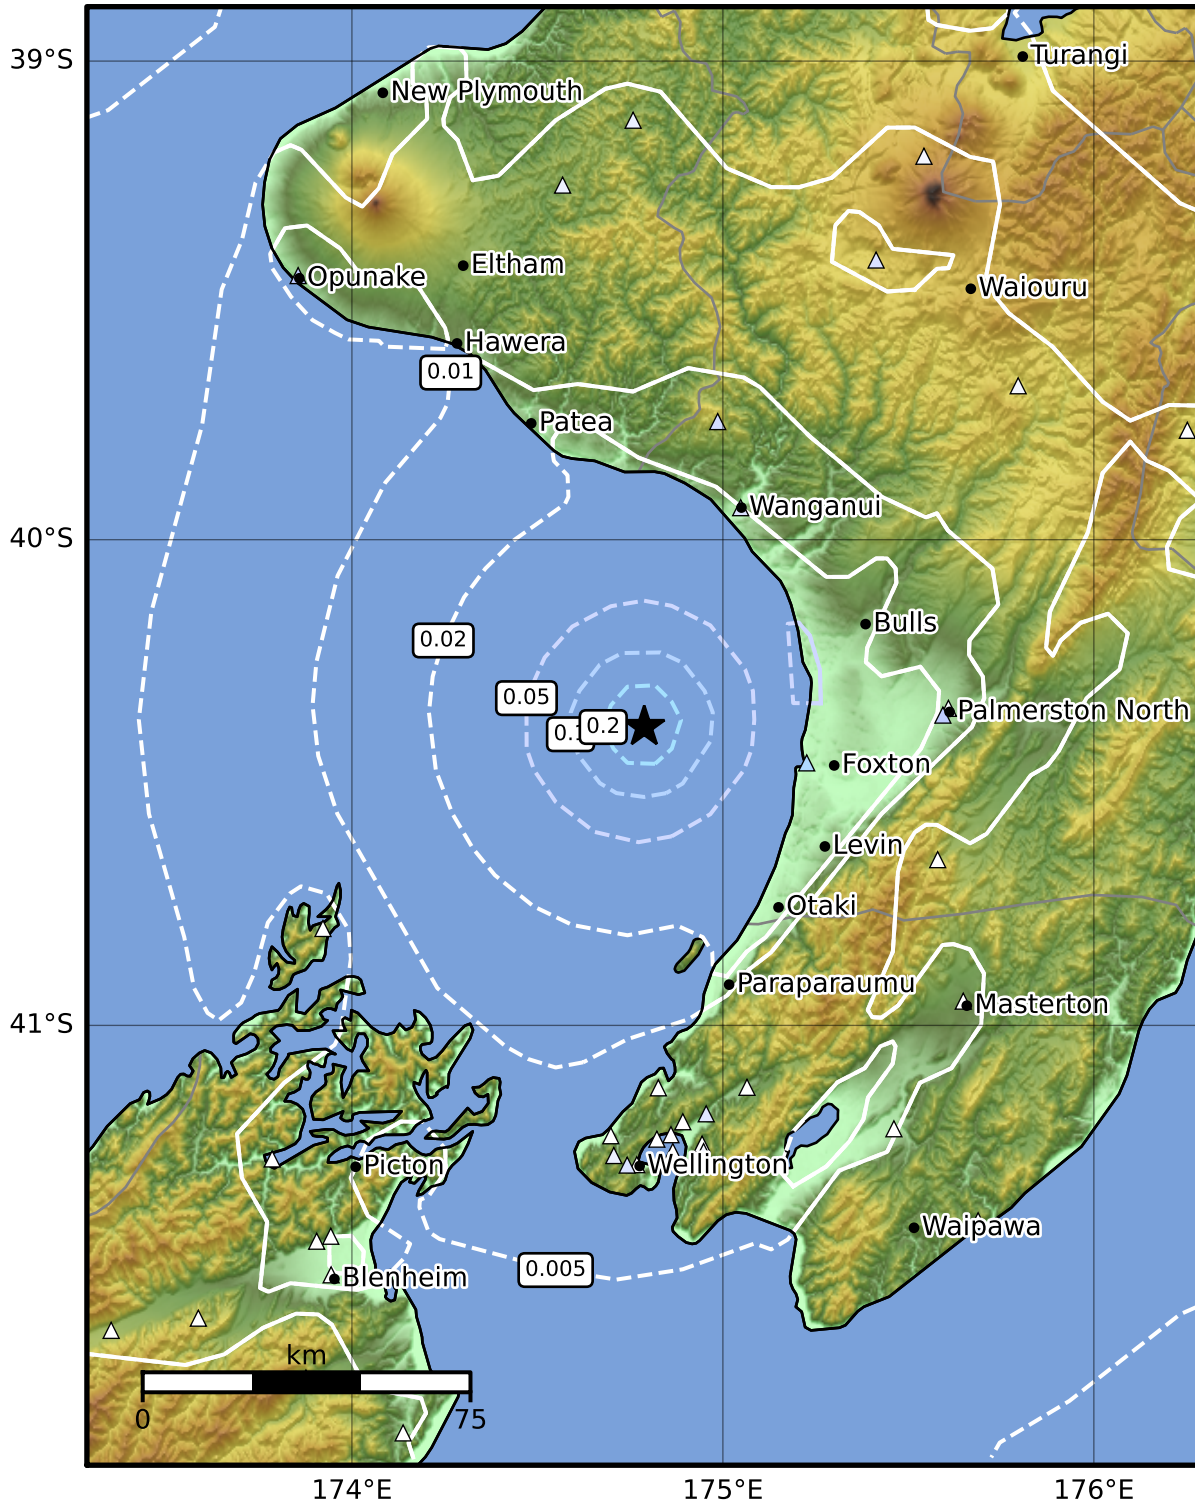 39°S
Turangi
New Plymouth
Eltham
Opunake
Waiouru
Hawera
0.01
Patea
Wanganui
40°S
Bulls
0.02
0.05
Palmerston North
0.2
Foxton
Levin
Otaki
Paraparaumu
Masterton
41°S
Picton
Wellington
Waipawa
0.005
Blenheim
km
0
75
174°E
175°E
176°E